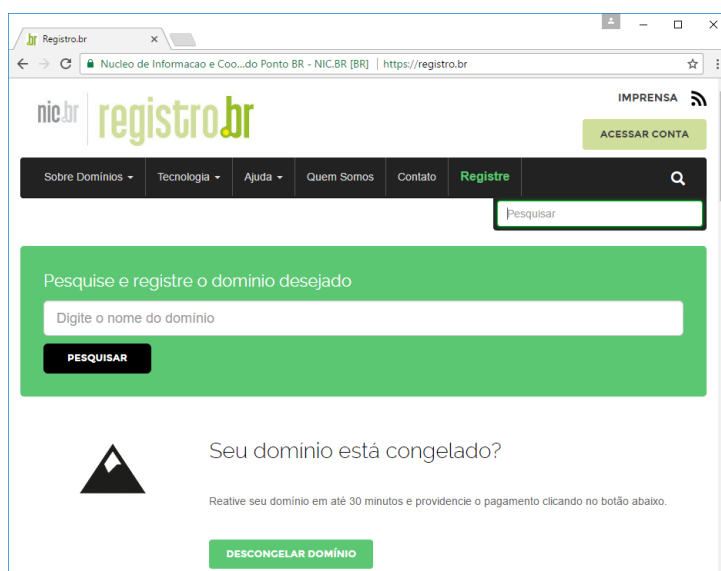 Registro.br
Nucleo de Informacao e Coo...do Ponto BR - NIC.BR [BR] | https://registro.br
IMPRENSA
nic.br registro.br
ACESSAR CONTA
Sobre Domínios Tecnologia Ajuda Quem Somos Contato Registre
Pesquisar
Pesquise e registre o domínio desejado
Digite o nome do domínio
PESQUISAR
Seu domínio está congelado?
Reative seu domínio em até 30 minutos e providencie o pagamento clicando no botão abaixo.
DESCONGELAR DOMÍNIO